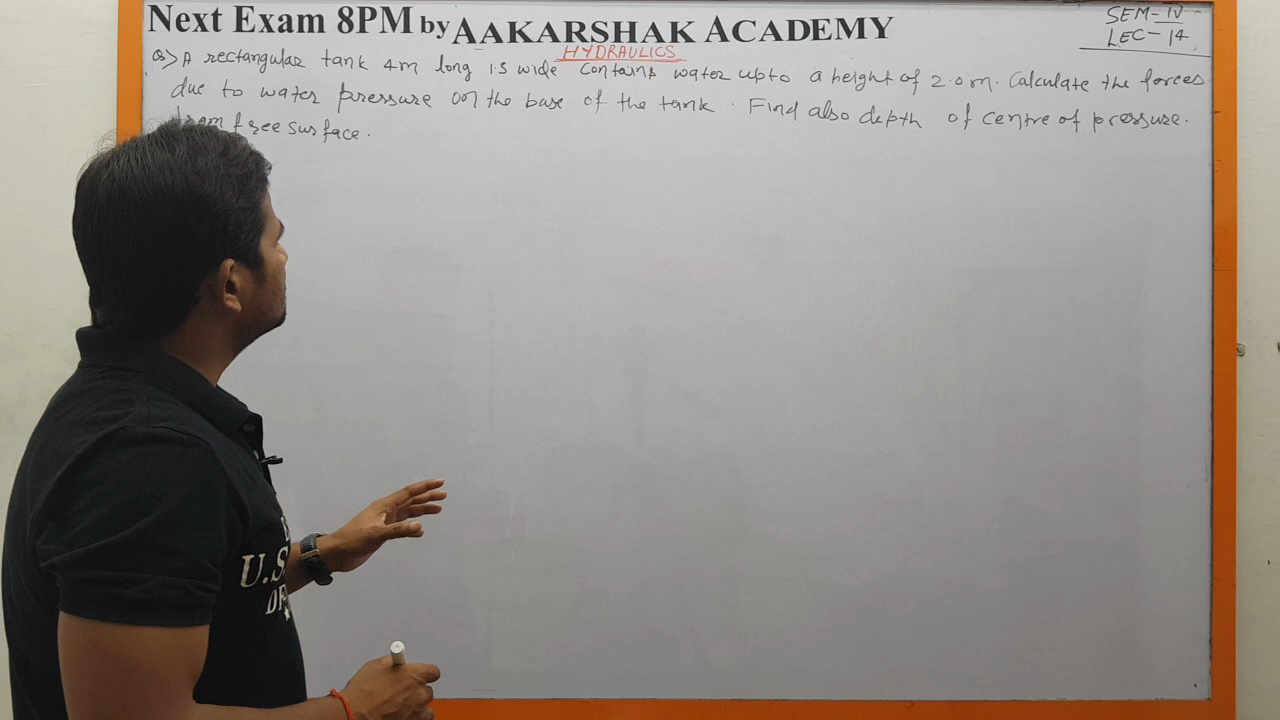 Next Exam 8PM by AAKARSHAK ACADEMY
SEM-IV
LEC-14
HYDRAULICS
Q> A rectangular tank 4m long 1.5 wide contains water upto a height of 2.0m. Calculate the forces
due to water pressure on the base of the tank. Find also depth of centre of pressure.
from free surface.
U.S